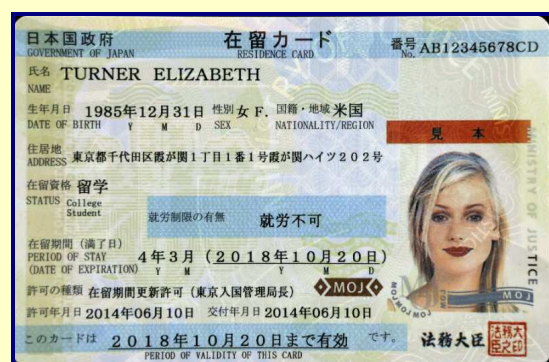 日本国政府 在留カード 番号 AB12345678CD
GOVERNMENT OF JAPAN RESIDENCE CARD No.
氏名 TURNER ELIZABETH
NAME
生年月日 1985年12月31日 性別 女 F. 国籍・地域 米国
DATE OF BIRTH Y M D SEX NATIONALITY/REGION
見本
住居地
ADDRESS 東京都千代田区霞が関1丁目1番1号霞が関ハイツ202号
在留資格 留学
STATUS College
Student
就労制限の有無 就労不可
在留期間(満了日)
PERIOD OF STAY 4年3月(2018年10月20日)
(DATE OF EXPIRATION) Y M Y M D
MOJ
許可の種類 在留期間更新許可(東京入国管理局長)
許可年月日 2014年06月10日 交付年月日 2014年06月10日
このカードは 2018年10月20日まで有効 です。
PERIOD OF VALIDITY OF THIS CARD
MINISTRY OF JUSTICE
MOJ
法務大臣